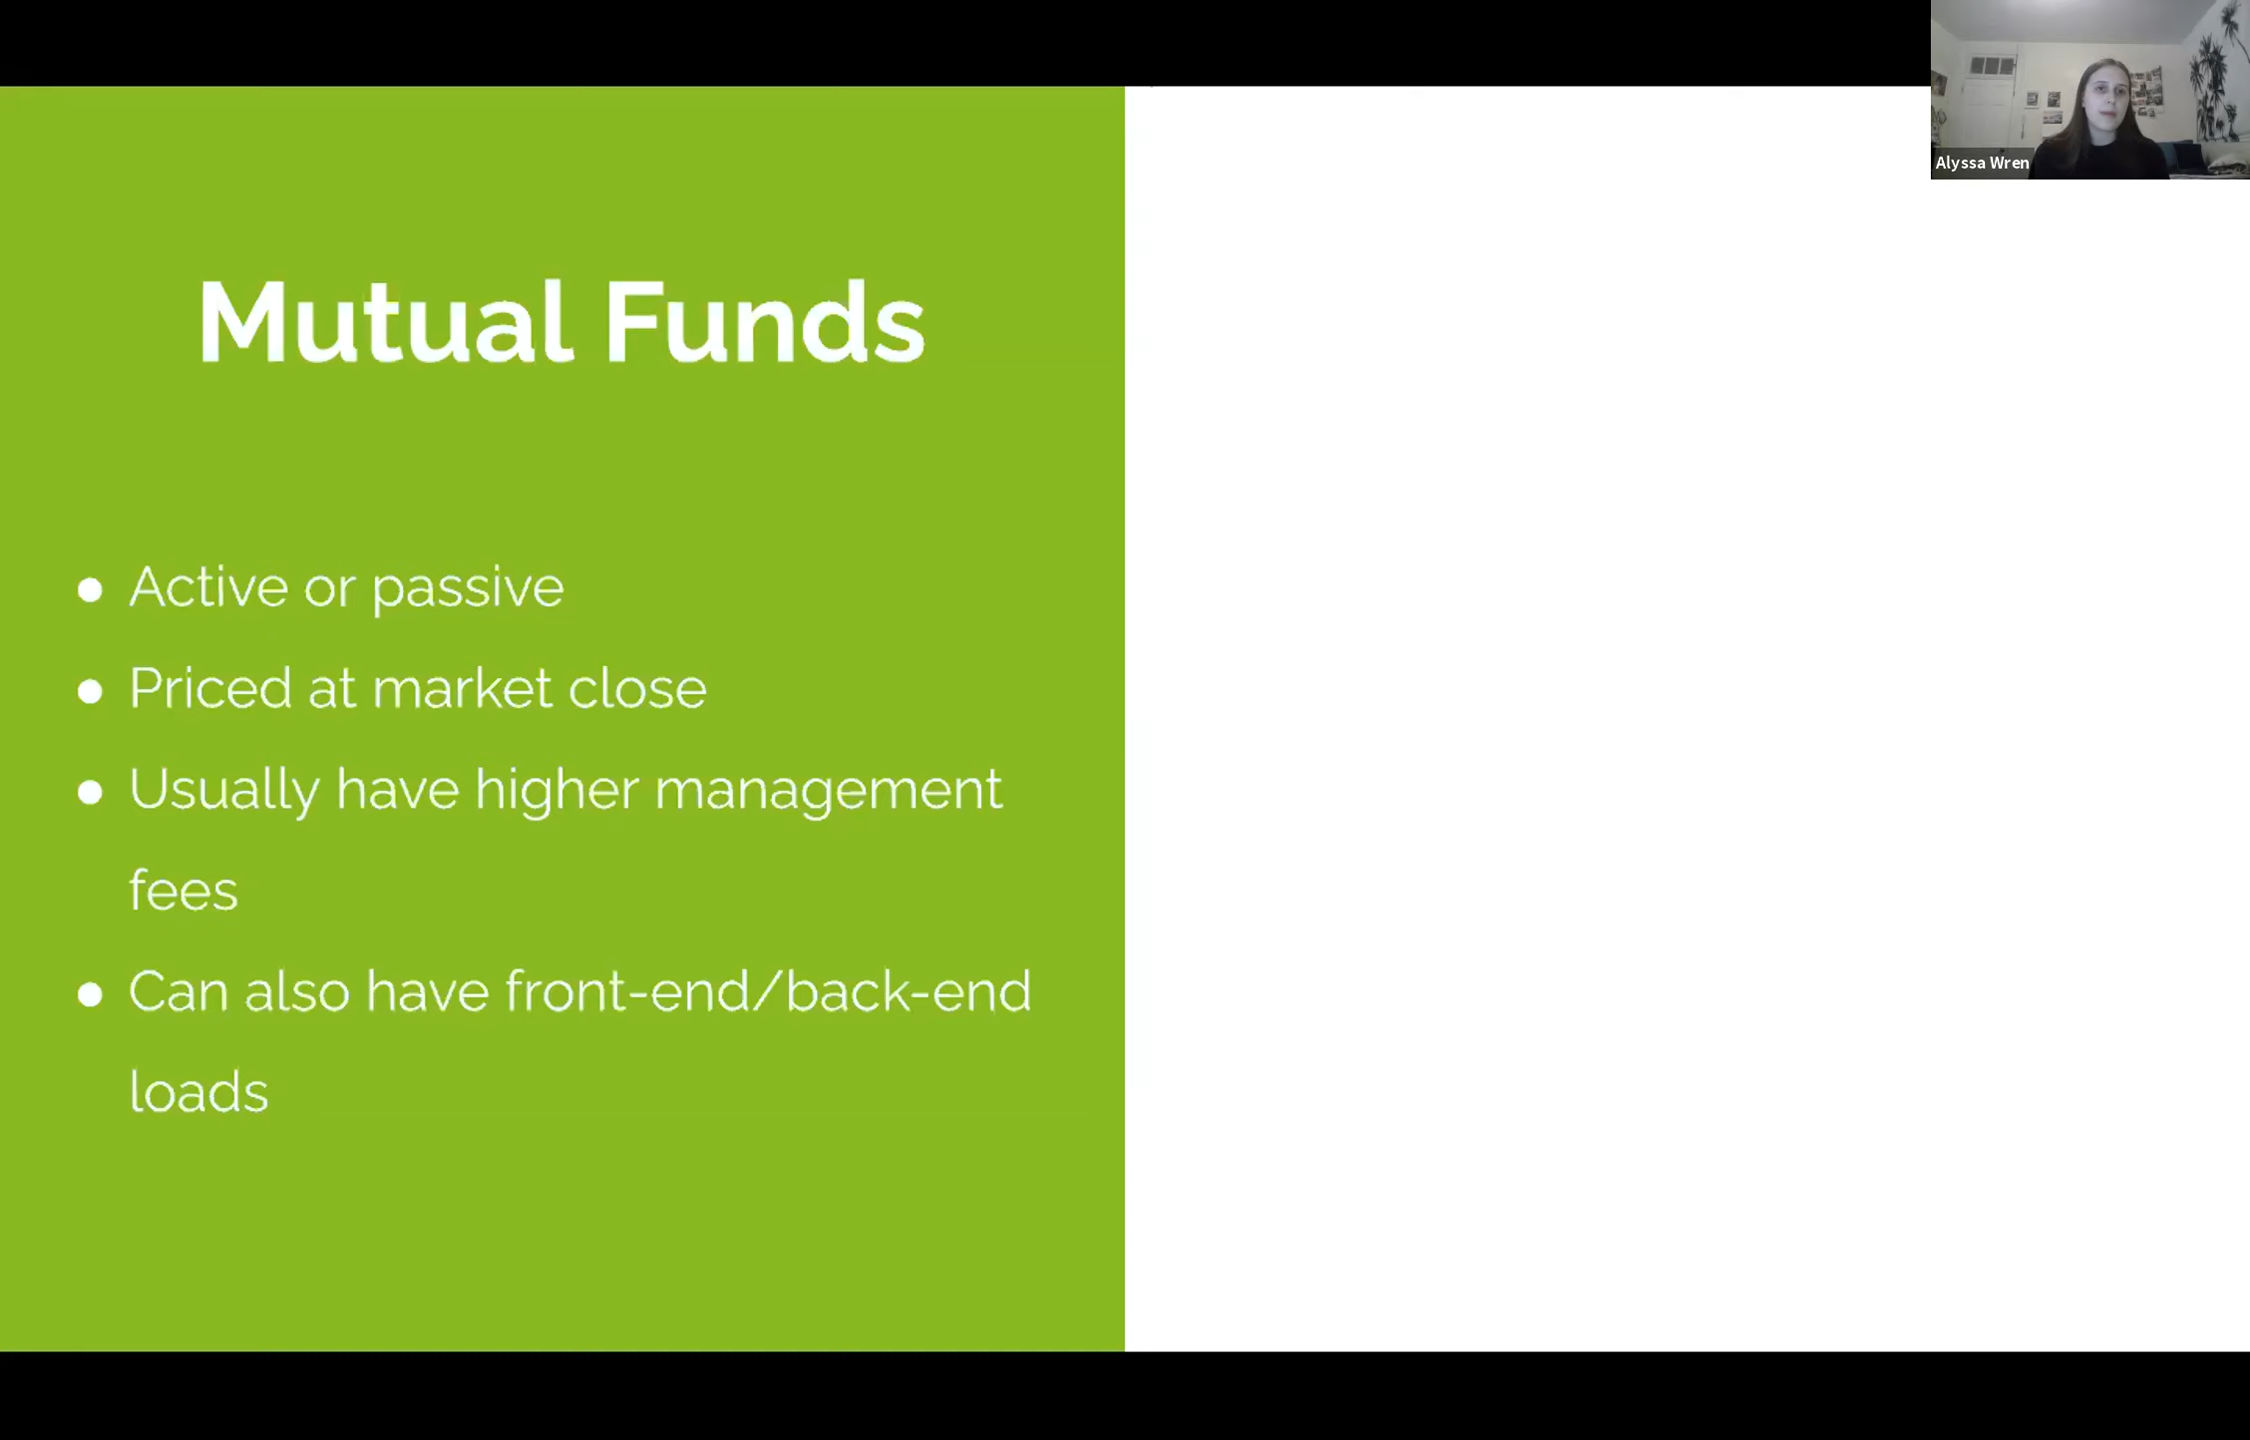 Alyssa Wren
Mutual Funds
● Active or passive
● Priced at market close
● Usually have higher management
fees
● Can also have front-end/back-end
loads